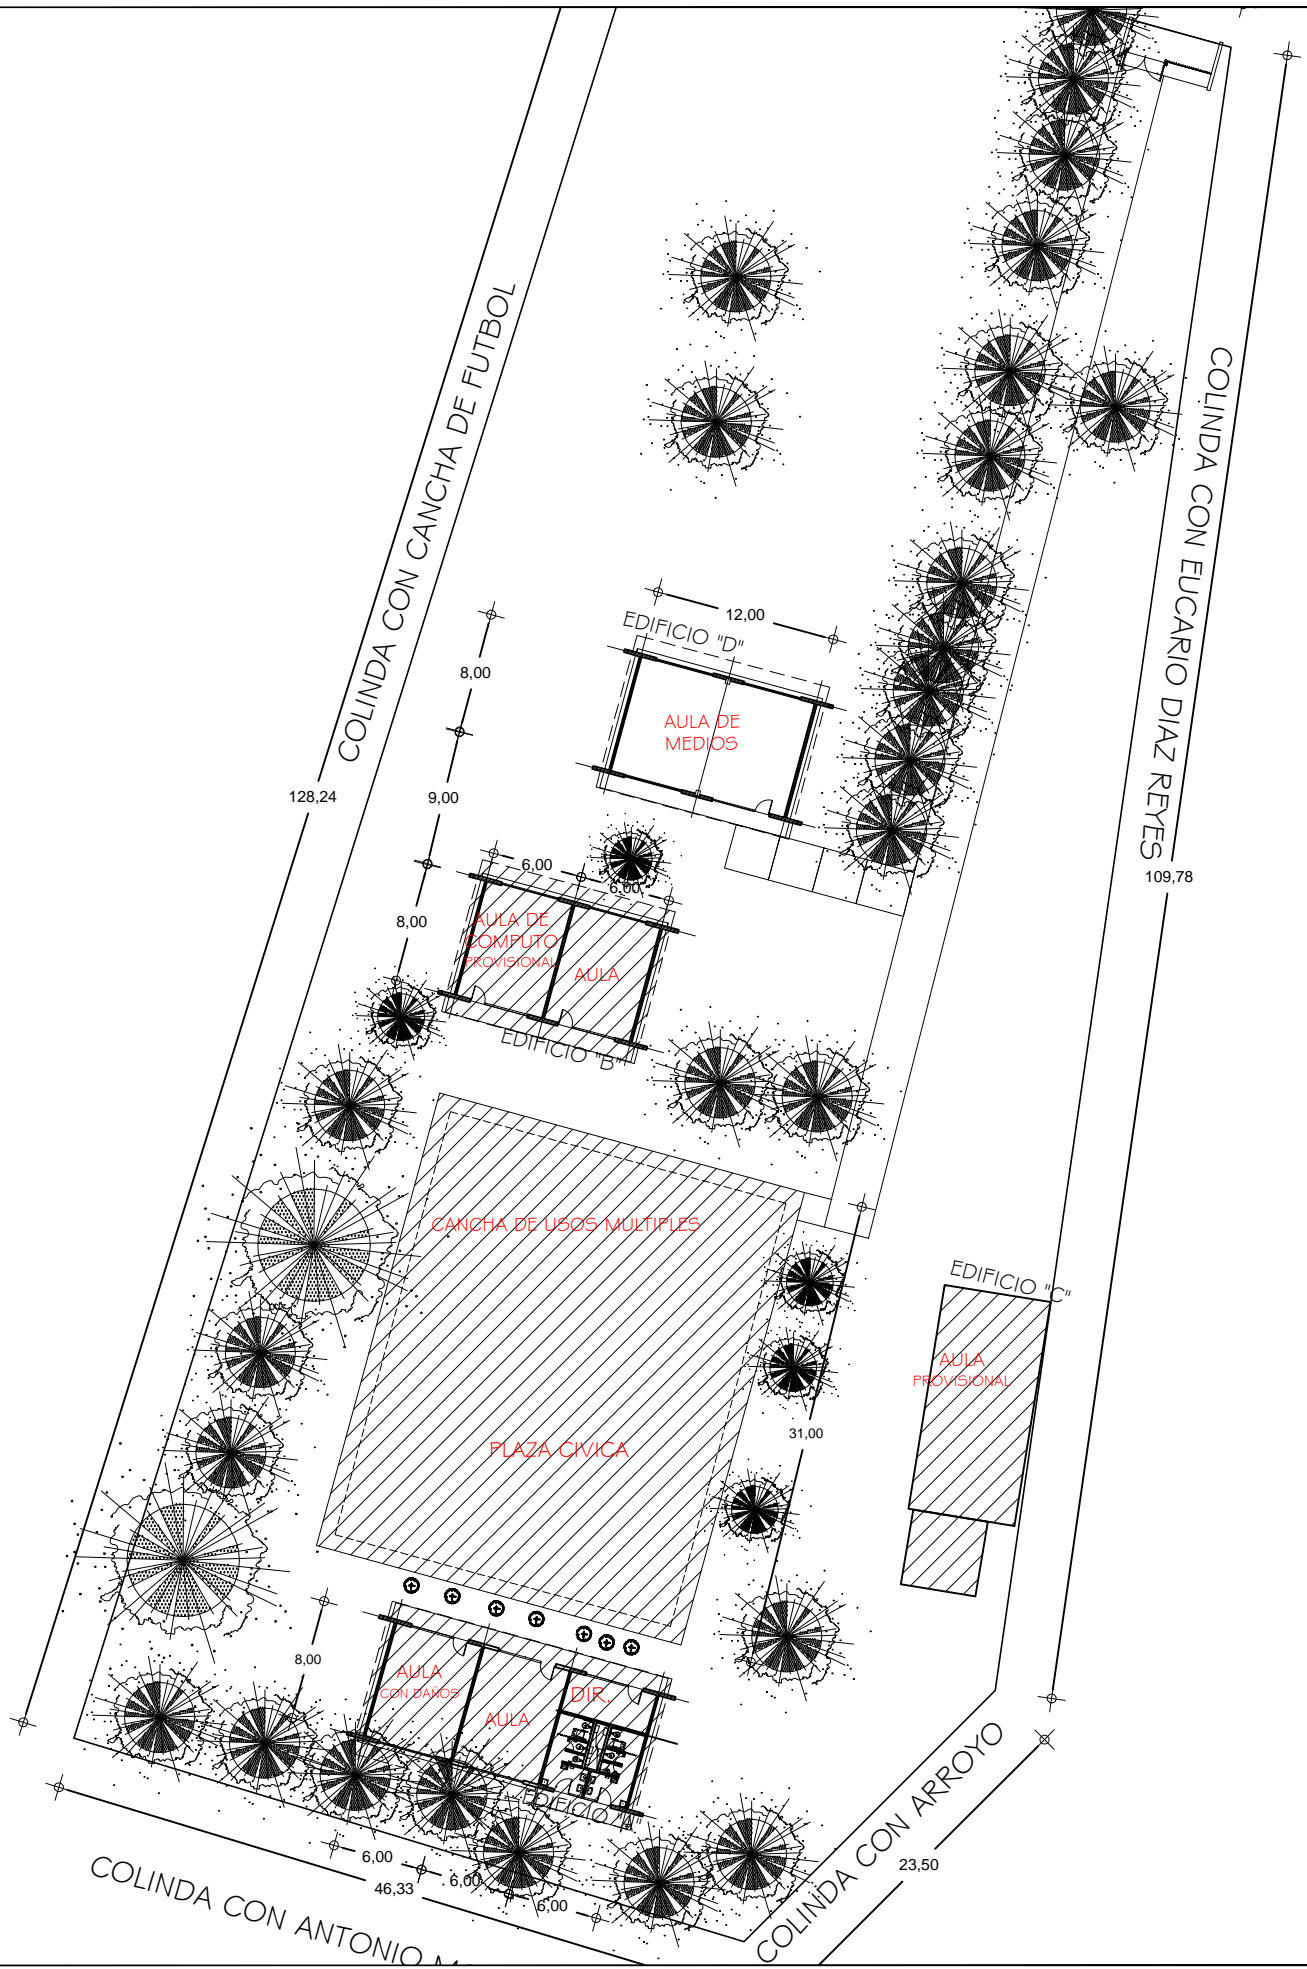 COLINDA CON CANCHA DE FUTBOL
COLINDA CON EUCARIO DIAZ REYES
12,00
EDIFICIO "D"
8,00
AULA DE
MEDIOS
128,24
9,00
6,00
6,00
109,78
8,00
AULA DE
COMPUTO
PROVISIONAL
AULA
EDIFICIO "B"
CANCHA DE USOS MULTIPLES
EDIFICIO "C"
AULA
PROVISIONAL
31,00
PLAZA CIVICA
8,00
AULA
CON DAÑOS
DIR.
AULA
EDIFICIO
COLINDA CON ARROYO
23,50
6,00
6,00
6,00
46,33
COLINDA CON ANTONIO